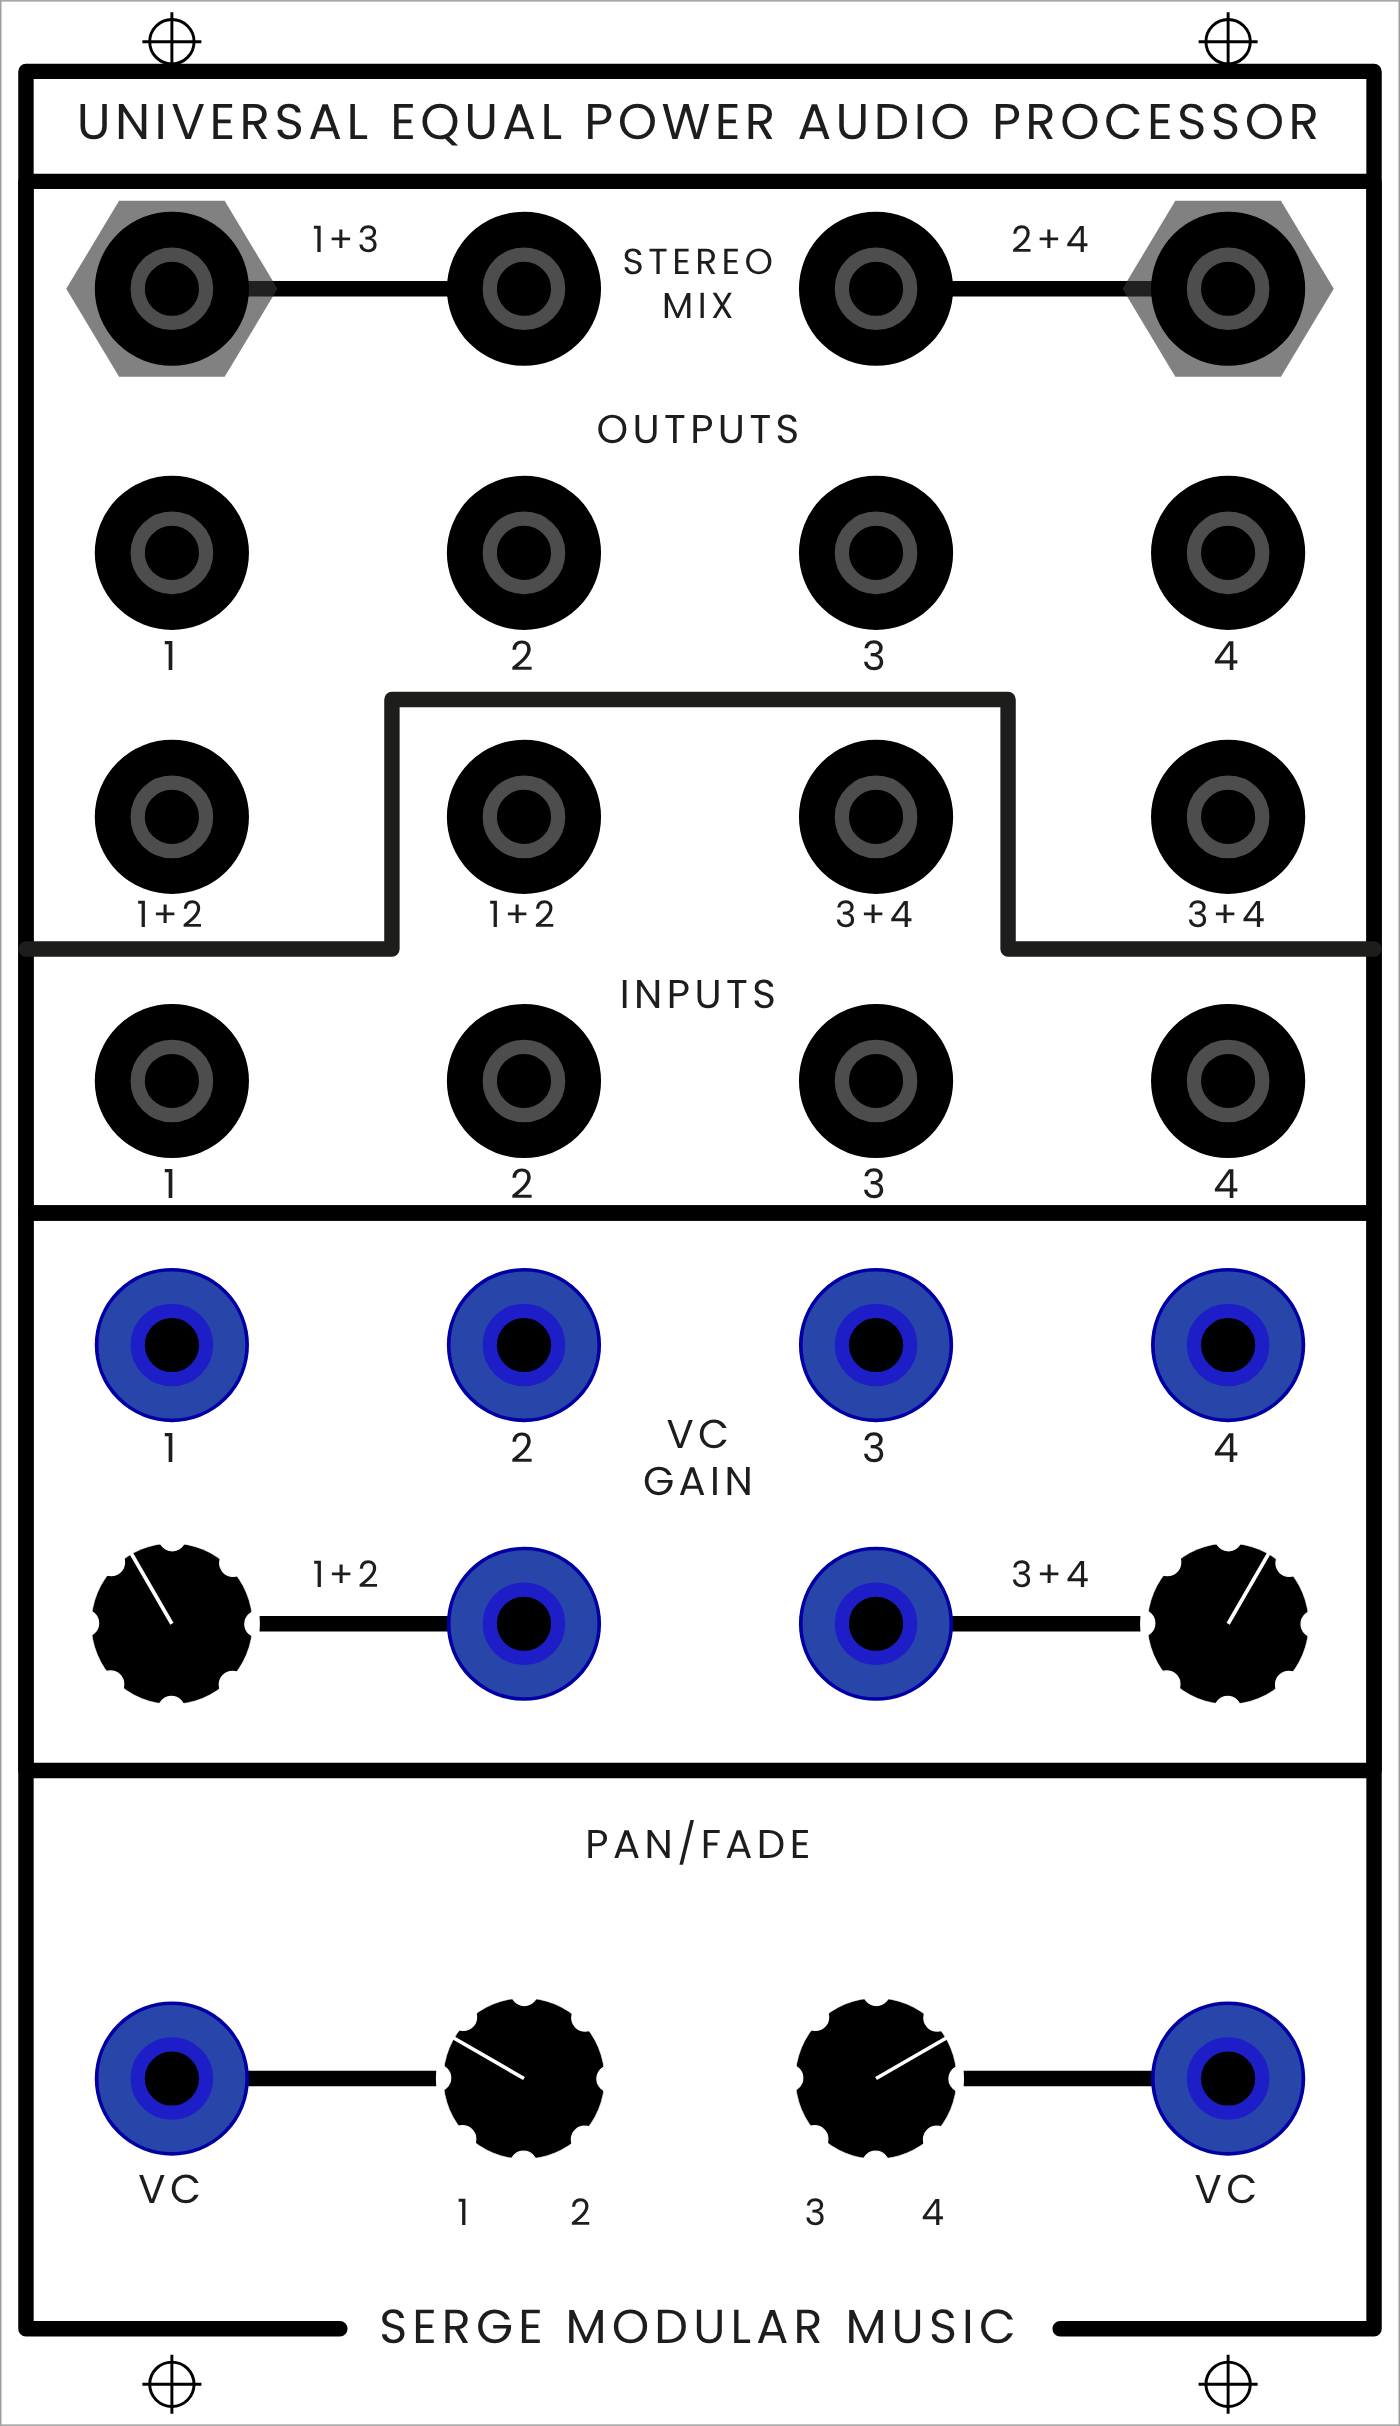 UNIVERSAL EQUAL POWER AUDIO PROCESSOR
1+3 STEREO MIX 2+4
OUTPUTS
1 2 3 4
1+2 1+2 3+4 3+4
INPUTS
1 2 3 4
1 2 3 4
VC
GAIN
1+2 3+4
PAN/FADE
VC VC
1 2 3 4
SERGE MODULAR MUSIC